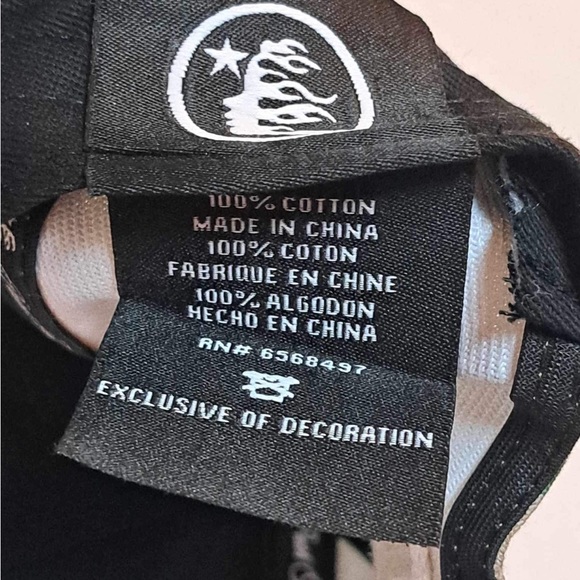 100% COTTON
MADE IN CHINA
100% COTON
FABRIQUE EN CHINE
100% ALGODON
HECHO EN CHINA
RN# 6568497
EXCLUSIVE OF DECORATION